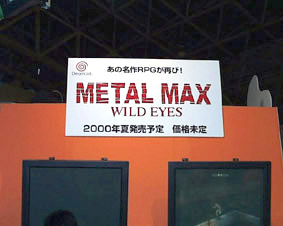 あの名作RPGが再び!
Dreamcast
METAL MAX
WILD EYES
2000年夏発売予定 価格未定